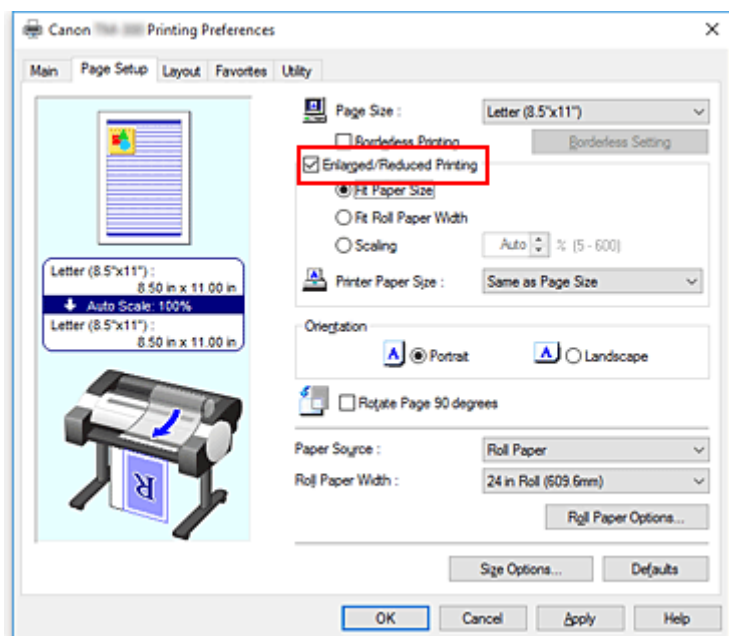 Canon Printing Preferences
Main Page Setup Layout Favorites Utility
Page Size : Letter (8.5"x11")
Borderless Printing Borderless Setting
Enlarged/Reduced Printing
Fit Paper Size
Fit Roll Paper Width
Scaling Auto % (5 - 600)
Printer Paper Size : Same as Page Size
Letter (8.5"x11") :
8.50 in x 11.00 in
Auto Scale: 100%
Letter (8.5"x11") :
8.50 in x 11.00 in
Orientation
A Portrait A Landscape
Rotate Page 90 degrees
R
Paper Source : Roll Paper
Roll Paper Width : 24 in Roll (609.6mm)
Roll Paper Options...
Size Options... Defaults
OK Cancel Apply Help